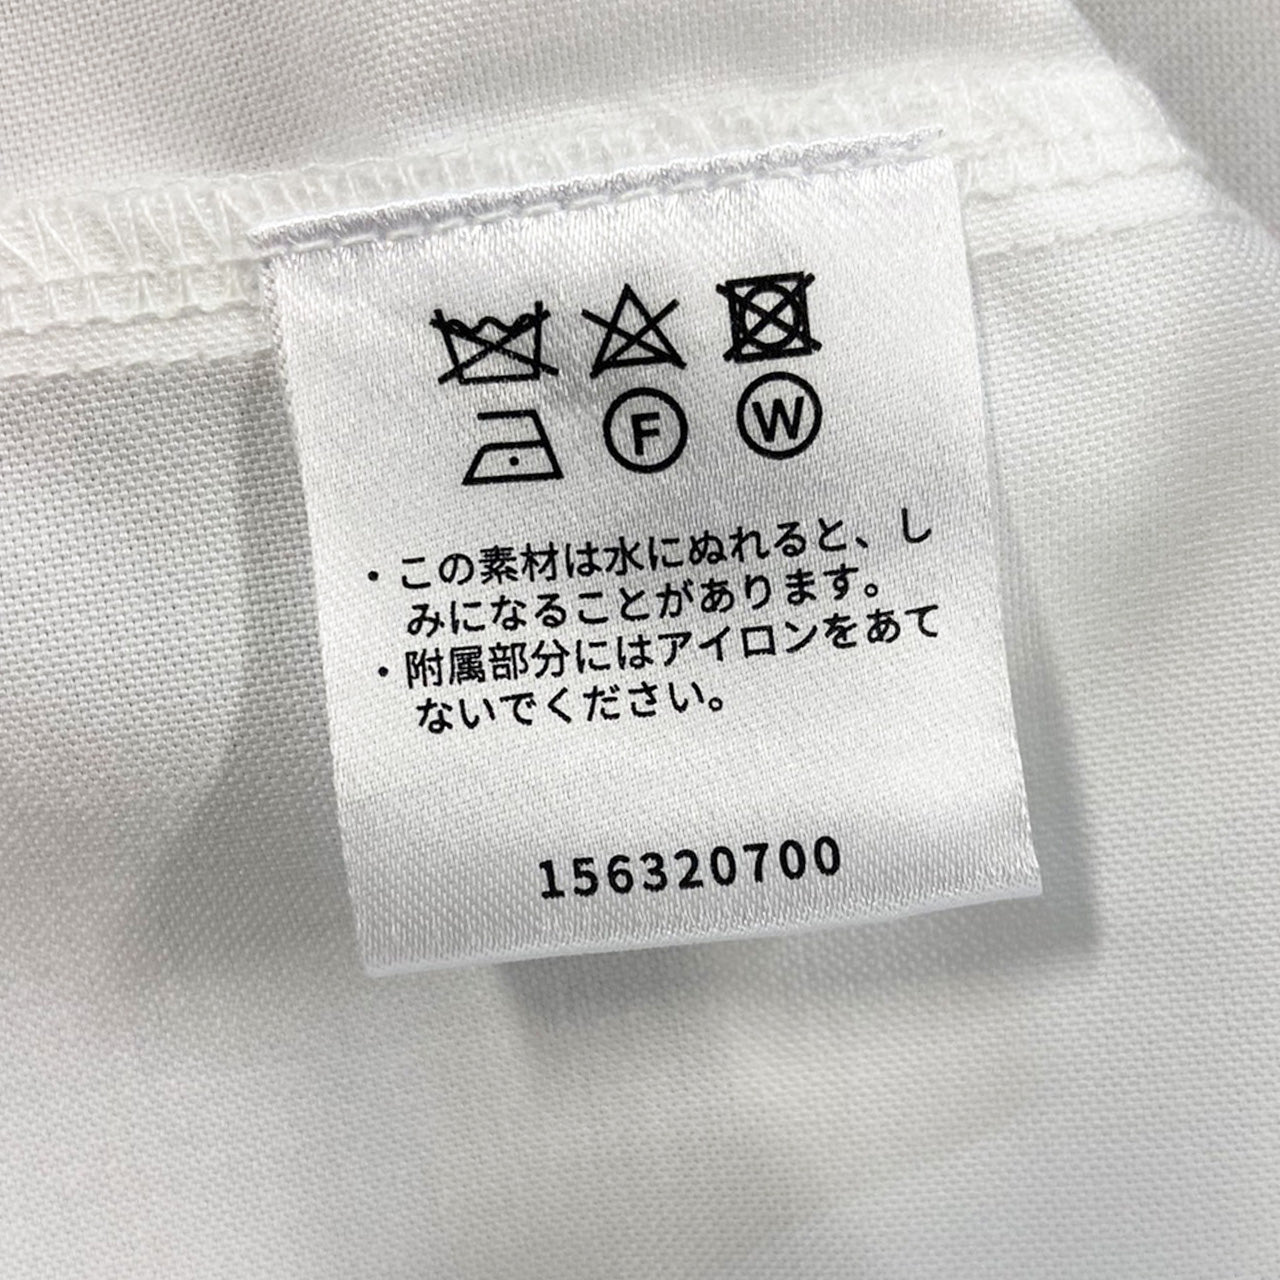 F W
・この素材は水にぬれると、し
みになることがあります。
・附属部分にはアイロンをあて
ないでください。
156320700